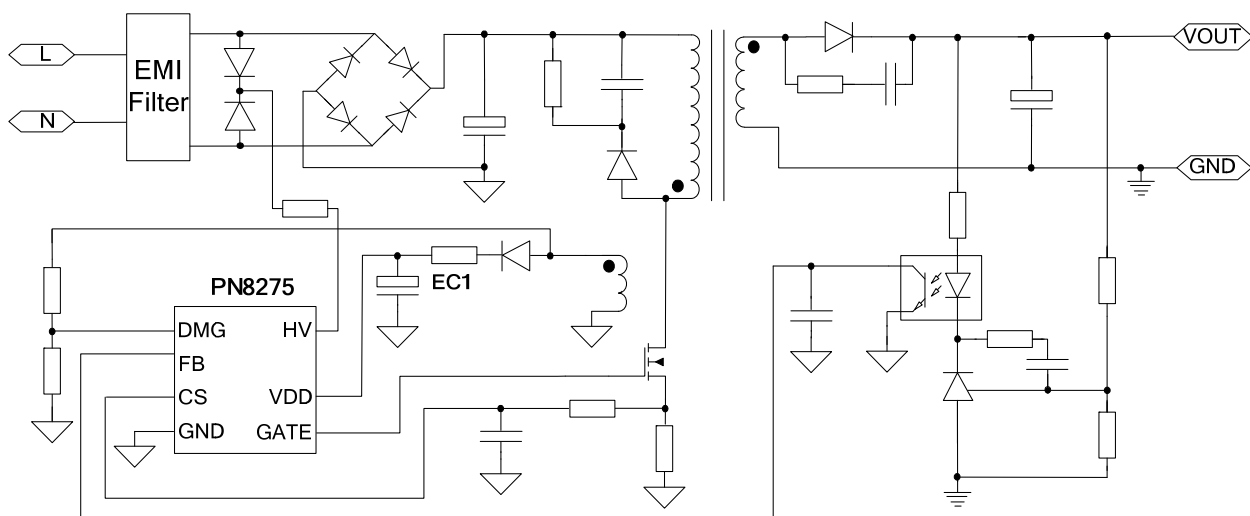 L
N
EMI
Filter
VOUT
GND
EC1
PN8275
DMG
FB
CS
GND
HV
VDD
GATE